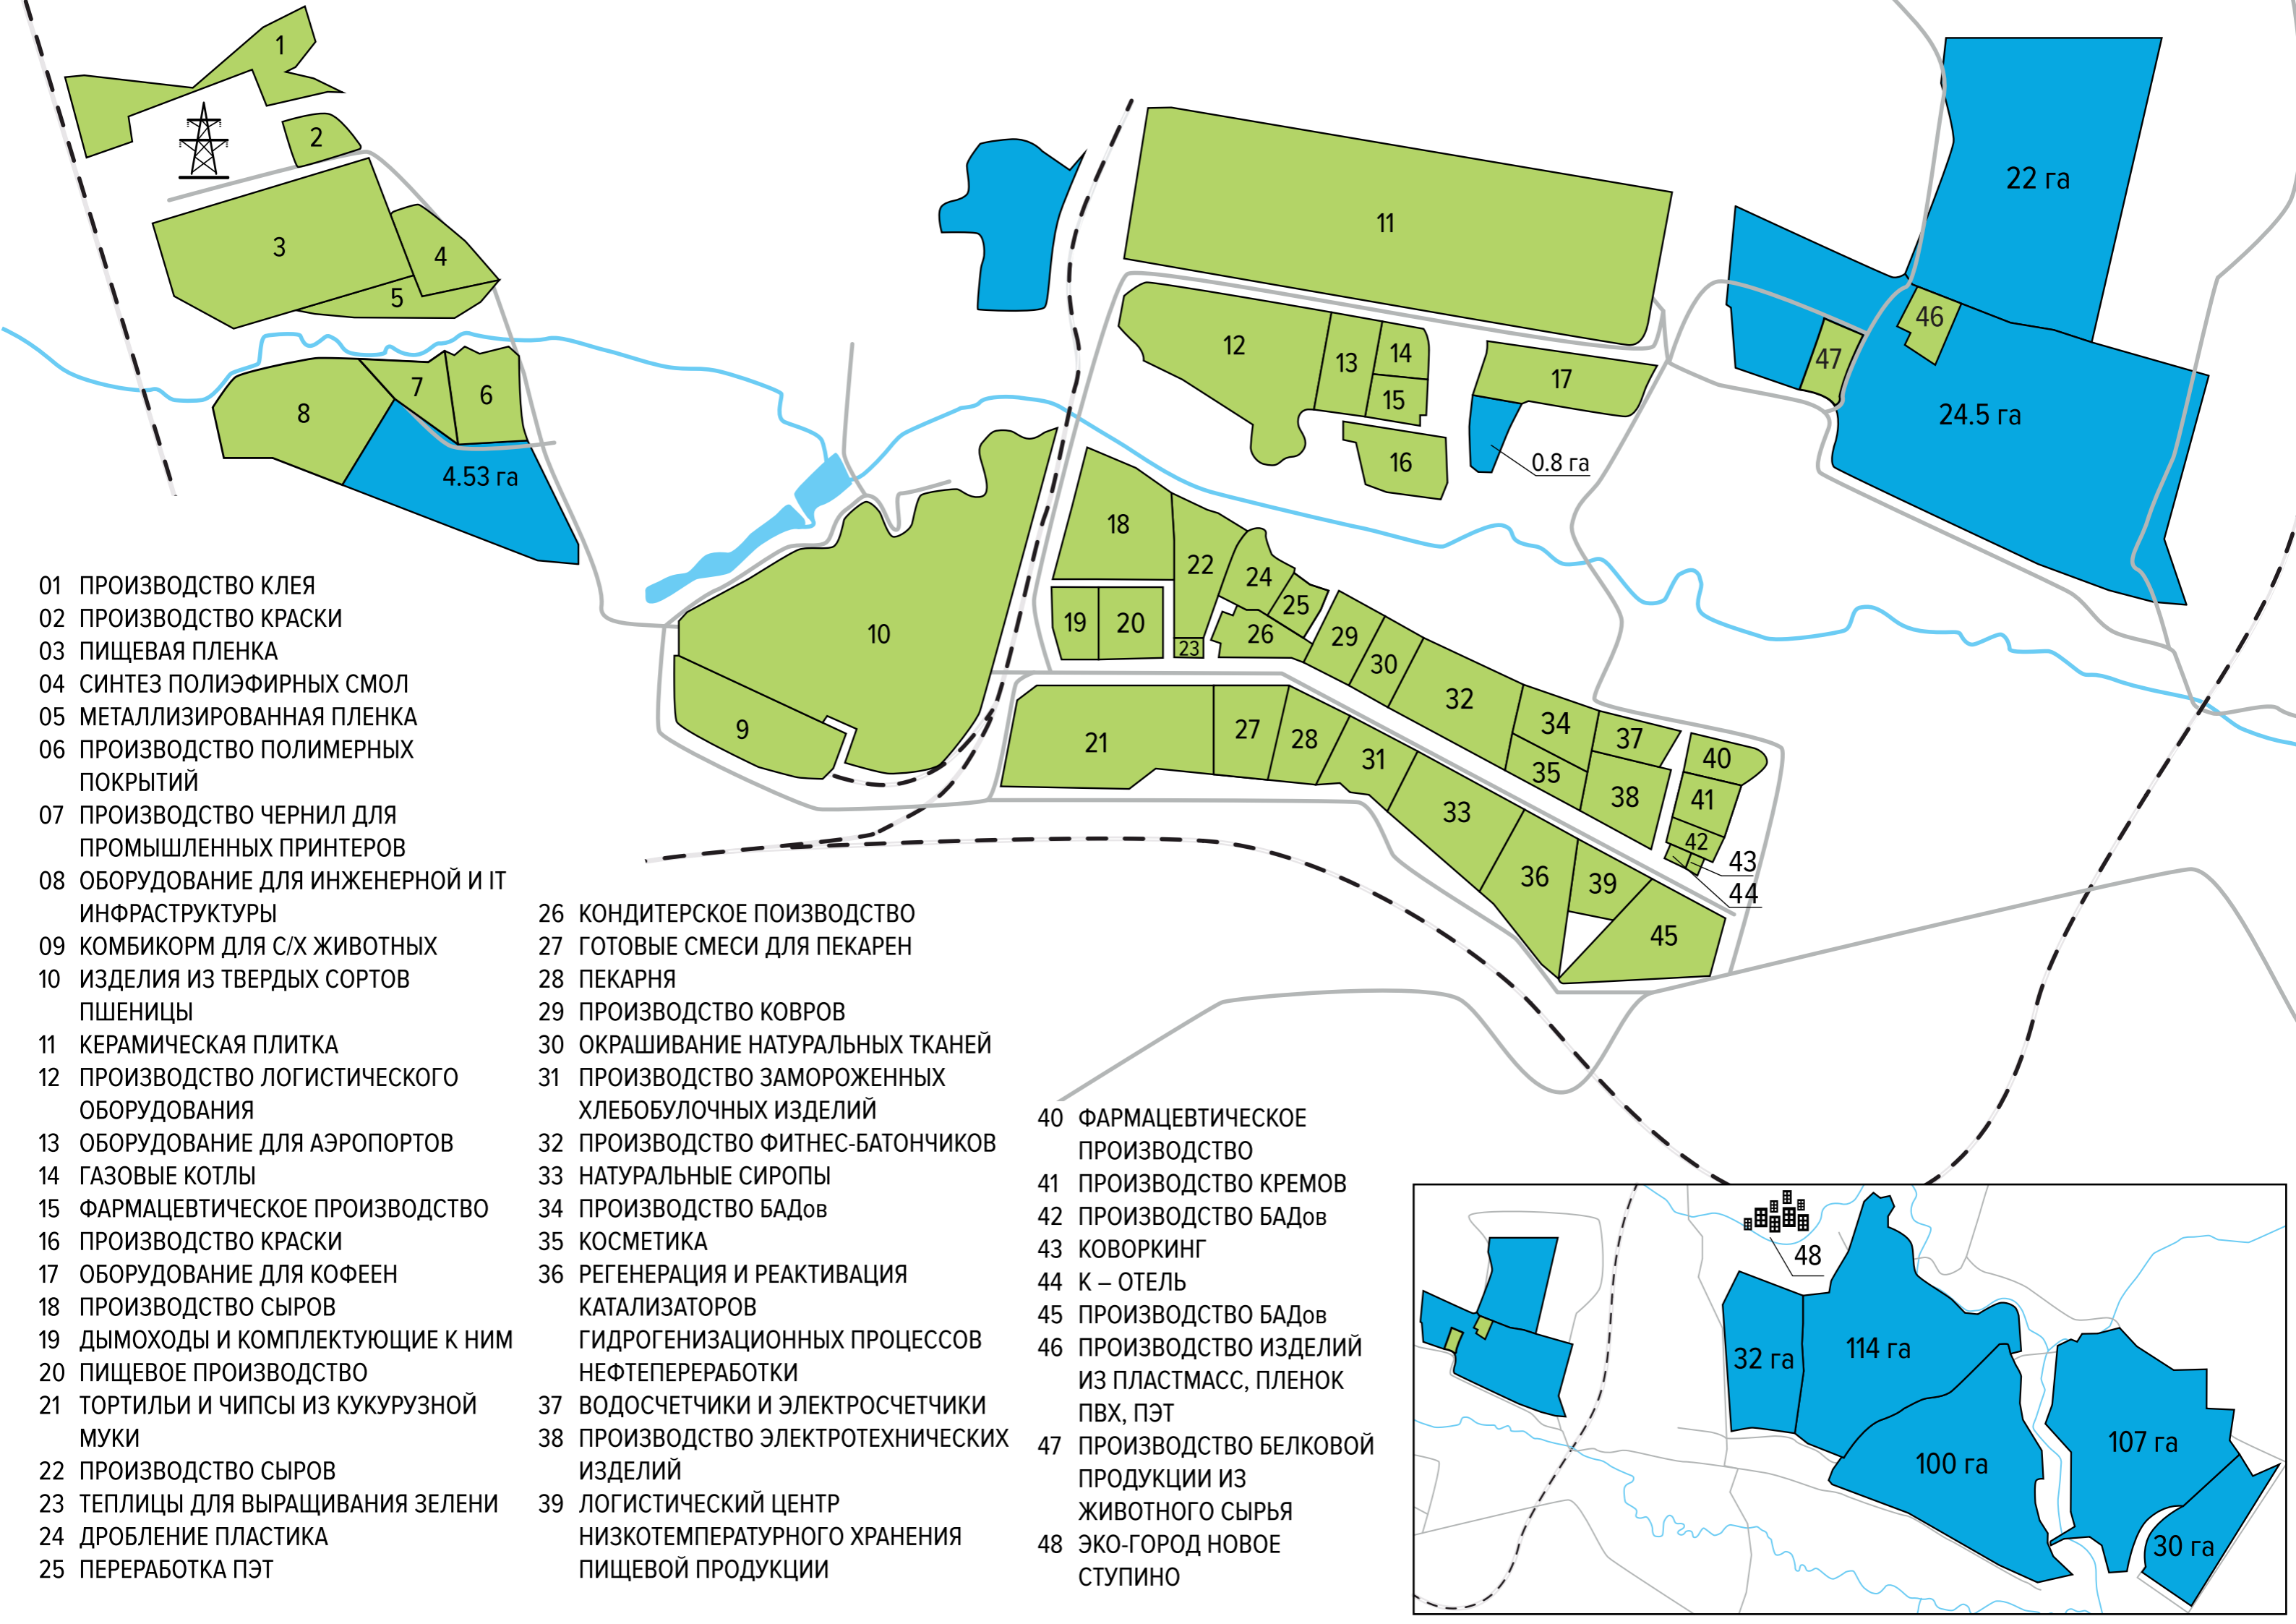 1
2
3
4
5
6
7
8
4.53 га
9
10
11
12
13
14
15
16
17
0.8 га
22 га
46
47
24.5 га
18
19
20
22
23
24
25
26
29
30
32
34
35
37
38
40
41
42
43
44
21
27
28
31
33
36
39
45
01 ПРОИЗВОДСТВО КЛЕЯ
02 ПРОИЗВОДСТВО КРАСКИ
03 ПИЩЕВАЯ ПЛЕНКА
04 СИНТЕЗ ПОЛИЭФИРНЫХ СМОЛ
05 МЕТАЛЛИЗИРОВАННАЯ ПЛЕНКА
06 ПРОИЗВОДСТВО ПОЛИМЕРНЫХ
ПОКРЫТИЙ
07 ПРОИЗВОДСТВО ЧЕРНИЛ ДЛЯ
ПРОМЫШЛЕННЫХ ПРИНТЕРОВ
08 ОБОРУДОВАНИЕ ДЛЯ ИНЖЕНЕРНОЙ И IT
ИНФРАСТРУКТУРЫ
09 КОМБИКОРМ ДЛЯ С/Х ЖИВОТНЫХ
10 ИЗДЕЛИЯ ИЗ ТВЕРДЫХ СОРТОВ
ПШЕНИЦЫ
11 КЕРАМИЧЕСКАЯ ПЛИТКА
12 ПРОИЗВОДСТВО ЛОГИСТИЧЕСКОГО
ОБОРУДОВАНИЯ
13 ОБОРУДОВАНИЕ ДЛЯ АЭРОПОРТОВ
14 ГАЗОВЫЕ КОТЛЫ
15 ФАРМАЦЕВТИЧЕСКОЕ ПРОИЗВОДСТВО
16 ПРОИЗВОДСТВО КРАСКИ
17 ОБОРУДОВАНИЕ ДЛЯ КОФЕЕН
18 ПРОИЗВОДСТВО СЫРОВ
19 ДЫМОХОДЫ И КОМПЛЕКТУЮЩИЕ К НИМ
20 ПИЩЕВОЕ ПРОИЗВОДСТВО
21 ТОРТИЛЬИ И ЧИПСЫ ИЗ КУКУРУЗНОЙ
МУКИ
22 ПРОИЗВОДСТВО СЫРОВ
23 ТЕПЛИЦЫ ДЛЯ ВЫРАЩИВАНИЯ ЗЕЛЕНИ
24 ДРОБЛЕНИЕ ПЛАСТИКА
25 ПЕРЕРАБОТКА ПЭТ
26 КОНДИТЕРСКОЕ ПОИЗВОДСТВО
27 ГОТОВЫЕ СМЕСИ ДЛЯ ПЕКАРЕН
28 ПЕКАРНЯ
29 ПРОИЗВОДСТВО КОВРОВ
30 ОКРАШИВАНИЕ НАТУРАЛЬНЫХ ТКАНЕЙ
31 ПРОИЗВОДСТВО ЗАМОРОЖЕННЫХ
ХЛЕБОБУЛОЧНЫХ ИЗДЕЛИЙ
32 ПРОИЗВОДСТВО ФИТНЕС-БАТОНЧИКОВ
33 НАТУРАЛЬНЫЕ СИРОПЫ
34 ПРОИЗВОДСТВО БАДов
35 КОСМЕТИКА
36 РЕГЕНЕРАЦИЯ И РЕАКТИВАЦИЯ
КАТАЛИЗАТОРОВ
ГИДРОГЕНИЗАЦИОННЫХ ПРОЦЕССОВ
НЕФТЕПЕРЕРАБОТКИ
37 ВОДОСЧЕТЧИКИ И ЭЛЕКТРОСЧЕТЧИКИ
38 ПРОИЗВОДСТВО ЭЛЕКТРОТЕХНИЧЕСКИХ
ИЗДЕЛИЙ
39 ЛОГИСТИЧЕСКИЙ ЦЕНТР
НИЗКОТЕМПЕРАТУРНОГО ХРАНЕНИЯ
ПИЩЕВОЙ ПРОДУКЦИИ
40 ФАРМАЦЕВТИЧЕСКОЕ
ПРОИЗВОДСТВО
41 ПРОИЗВОДСТВО КРЕМОВ
42 ПРОИЗВОДСТВО БАДов
43 КОВОРКИНГ
44 К – ОТЕЛЬ
45 ПРОИЗВОДСТВО БАДов
46 ПРОИЗВОДСТВО ИЗДЕЛИЙ
ИЗ ПЛАСТМАСС, ПЛЕНОК
ПВХ, ПЭТ
47 ПРОИЗВОДСТВО БЕЛКОВОЙ
ПРОДУКЦИИ ИЗ
ЖИВОТНОГО СЫРЬЯ
48 ЭКО-ГОРОД НОВОЕ
СТУПИНО
48
32 га
114 га
100 га
107 га
30 га